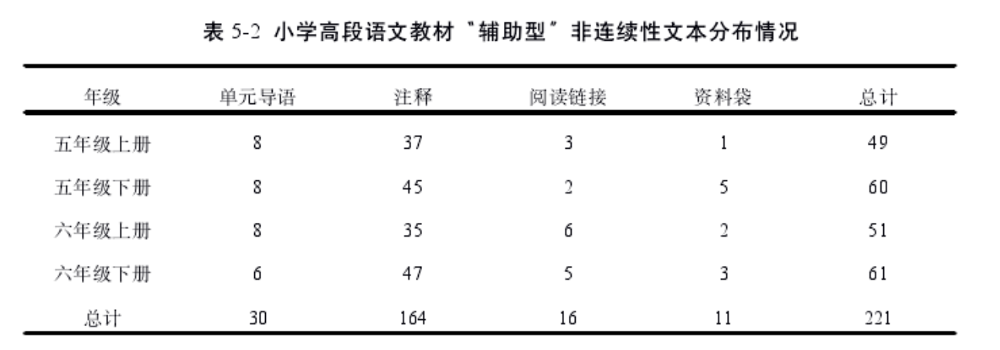 表 5-2 小学高段语文教材“辅助型”非连续性文本分布情况
年级 单元导语 注释 阅读链接 资料袋 总计
五年级上册 8 37 3 1 49
五年级下册 8 45 2 5 60
六年级上册 8 35 6 2 51
六年级下册 6 47 5 3 61
总计 30 164 16 11 221